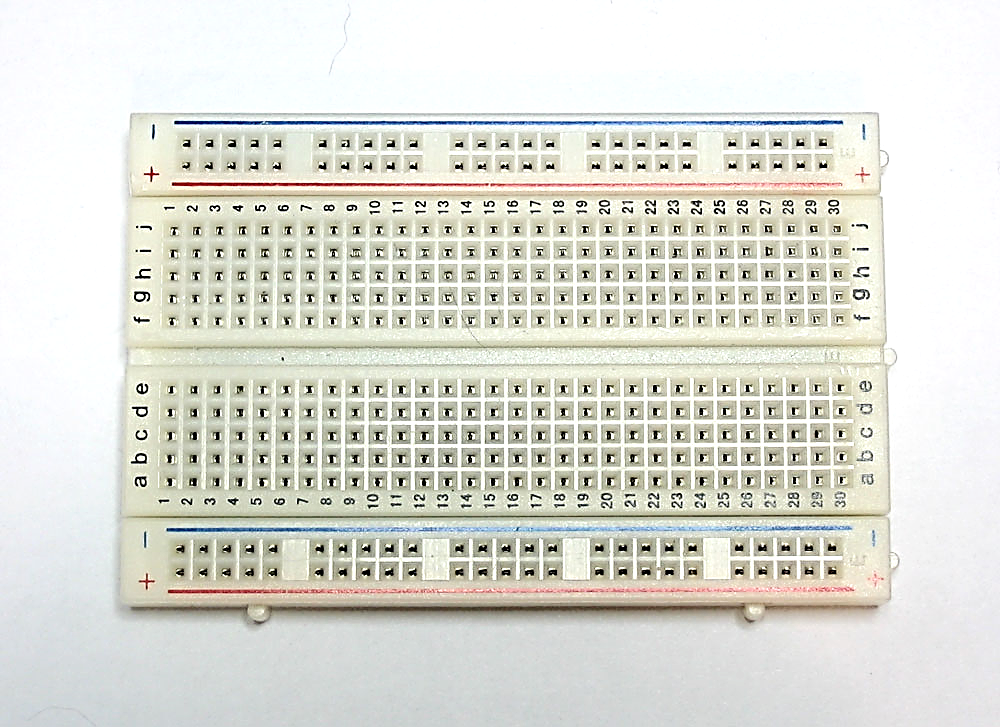 - -
+ +
1 2 3 4 5 6 7 8 9 10 11 12 13 14 15 16 17 18 19 20 21 22 23 24 25 26 27 28 29 30
j j
i i
h h
g g
f f
e e
d d
c c
b b
a a
1 2 3 4 5 6 7 8 9 10 11 12 13 14 15 16 17 18 19 20 21 22 23 24 25 26 27 28 29 30
- -
+ +